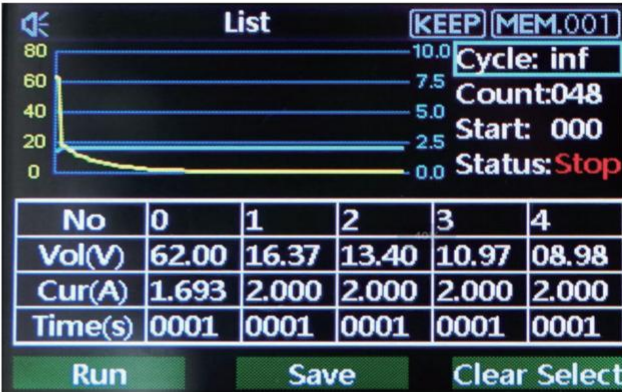 List KEEP MEM.001
80 10.0 Cycle: inf
60 7.5 Count:048
40 5.0 Start: 000
20 2.5 Status:Stop
0 0.0
No 0 1 2 3 4
Vol(V) 62.00 16.37 13.40 10.97 08.98
Cur(A) 1.693 2.000 2.000 2.000 2.000
Time(s) 0001 0001 0001 0001 0001
Run Save Clear Select